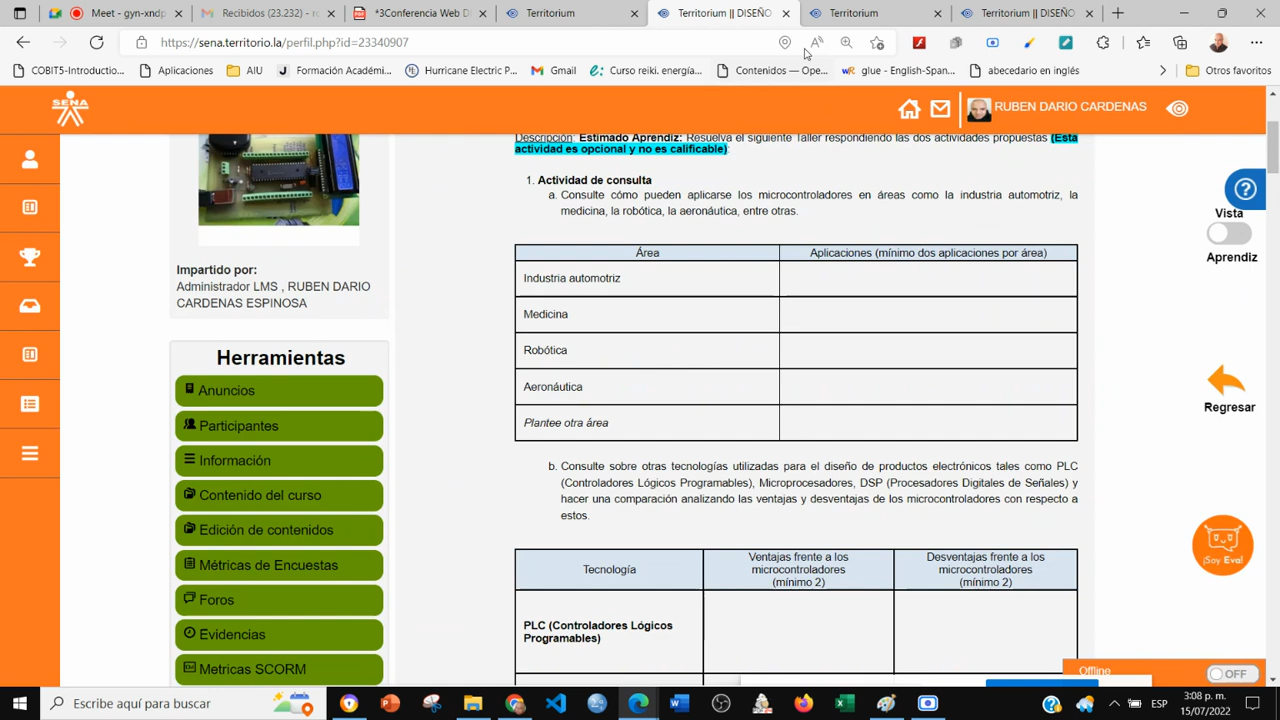 Meet - gyn-xndp
Recibidos (23.232) - r
*3Conferencia Web D
Territorium
Territorium || DISEÑO
Territorium
Territorium || DISEÑO
https://sena.territorio.la/perfil.php?id=23340907
COBIT5-Introductio...
Aplicaciones
AIU
Formación Académi...
Hurricane Electric P...
Gmail
Curso reiki. energía...
Contenidos — Ope...
glue - English-Span...
abecedario en inglés
Otros favoritos
SENA
RUBEN DARIO CARDENAS
Descripción: Estimado Aprendiz: Resuelva el siguiente Taller respondiendo las dos actividades propuestas (Esta
actividad es opcional y no es calificable):
1. Actividad de consulta
a. Consulte cómo pueden aplicarse los microcontroladores en áreas como la industria automotriz, la
medicina, la robótica, la aeronáutica, entre otras.
Área
Aplicaciones (mínimo dos aplicaciones por área)
Industria automotriz
Medicina
Robótica
Aeronáutica
Plantee otra área
b. Consulte sobre otras tecnologías utilizadas para el diseño de productos electrónicos tales como PLC
(Controladores Lógicos Programables), Microprocesadores, DSP (Procesadores Digitales de Señales) y
hacer una comparación analizando las ventajas y desventajas de los microcontroladores con respecto a
estos.
Tecnología
Ventajas frente a los
microcontroladores
(mínimo 2)
Desventajas frente a los
microcontroladores
(mínimo 2)
PLC (Controladores Lógicos
Programables)
Impartido por:
Administrador LMS , RUBEN DARIO
CARDENAS ESPINOSA
Herramientas
Anuncios
Participantes
Información
Contenido del curso
Edición de contenidos
Métricas de Encuestas
Foros
Evidencias
Metricas SCORM
Vista
Aprendiz
Regresar
¡Soy Eva!
Offline
OFF
Escribe aquí para buscar
ESP
3:08 p. m.
15/07/2022